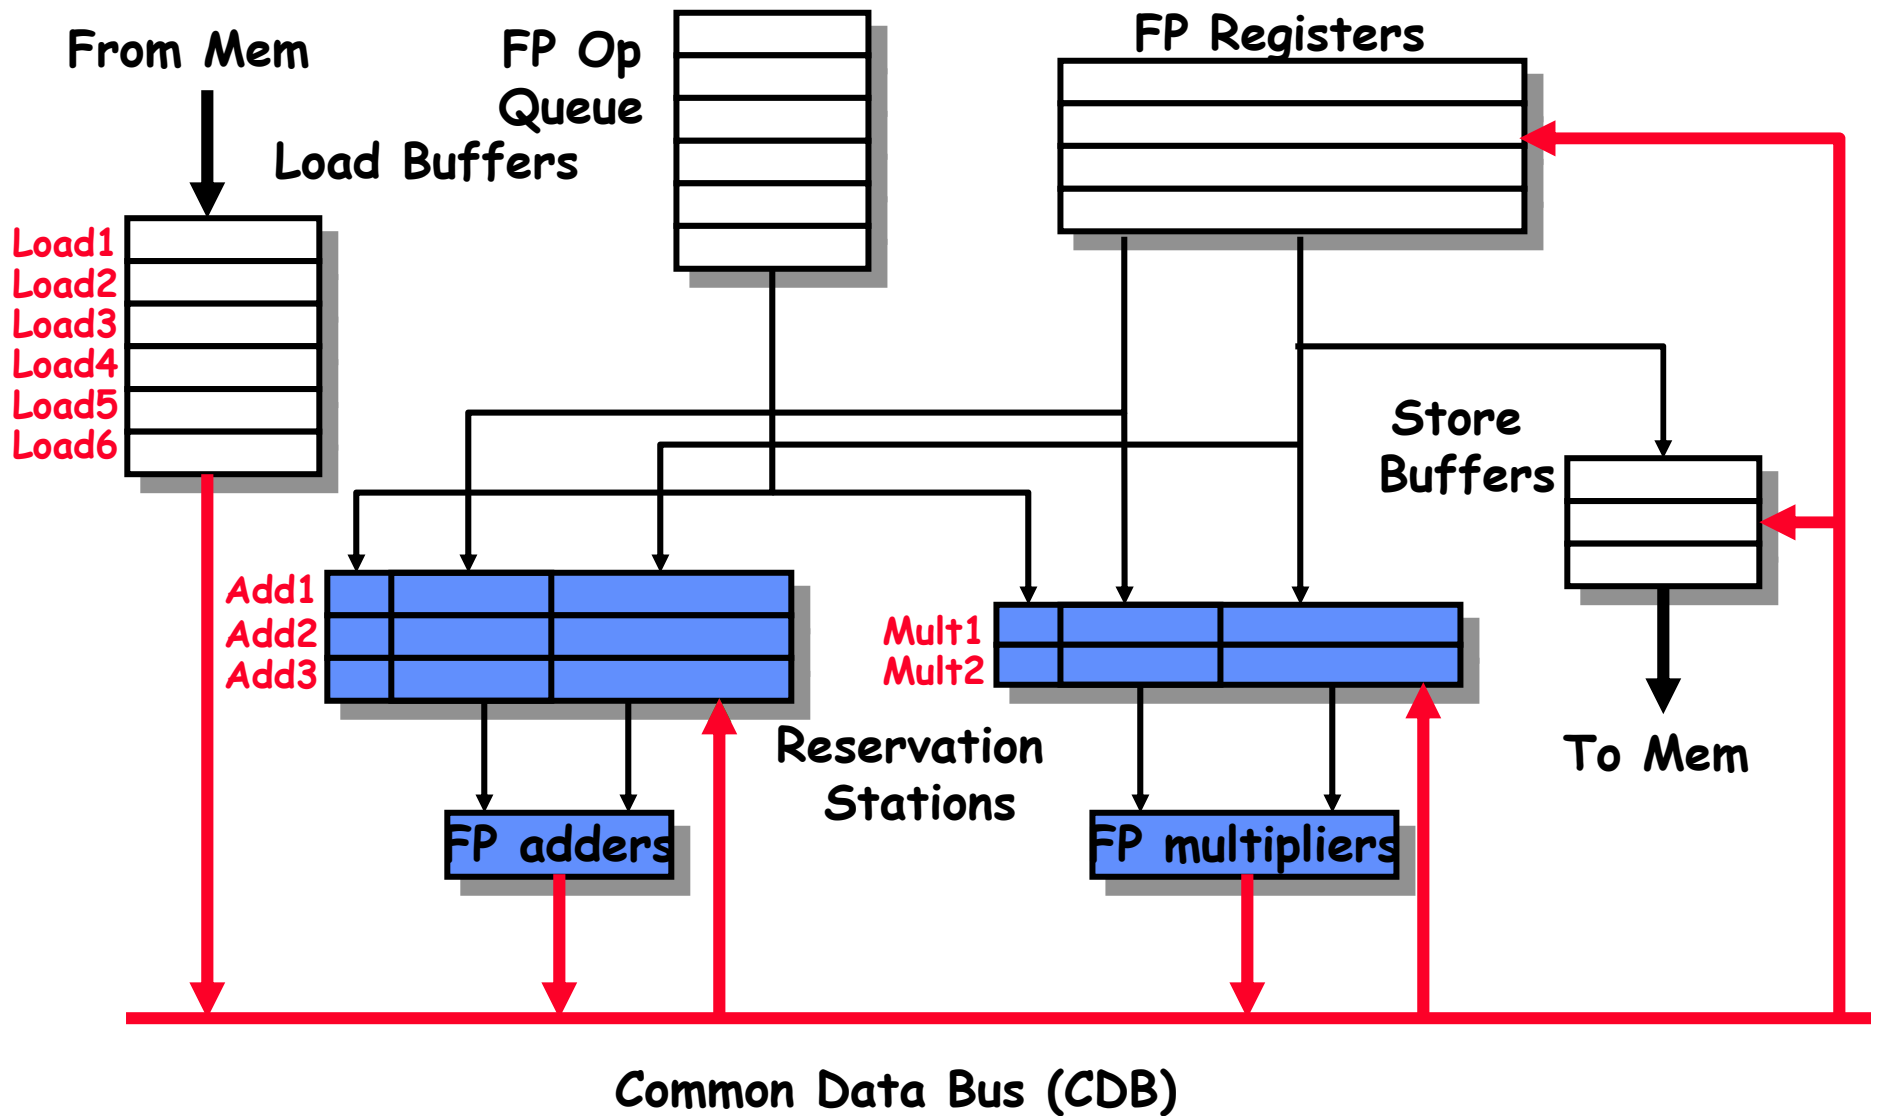 From Mem
FP Op
Queue
FP Registers
Load Buffers
Load1
Load2
Load3
Load4
Load5
Load6
Store
Buffers
Add1
Add2
Add3
Mult1
Mult2
Reservation
Stations
To Mem
FP adders
FP multipliers
Common Data Bus (CDB)